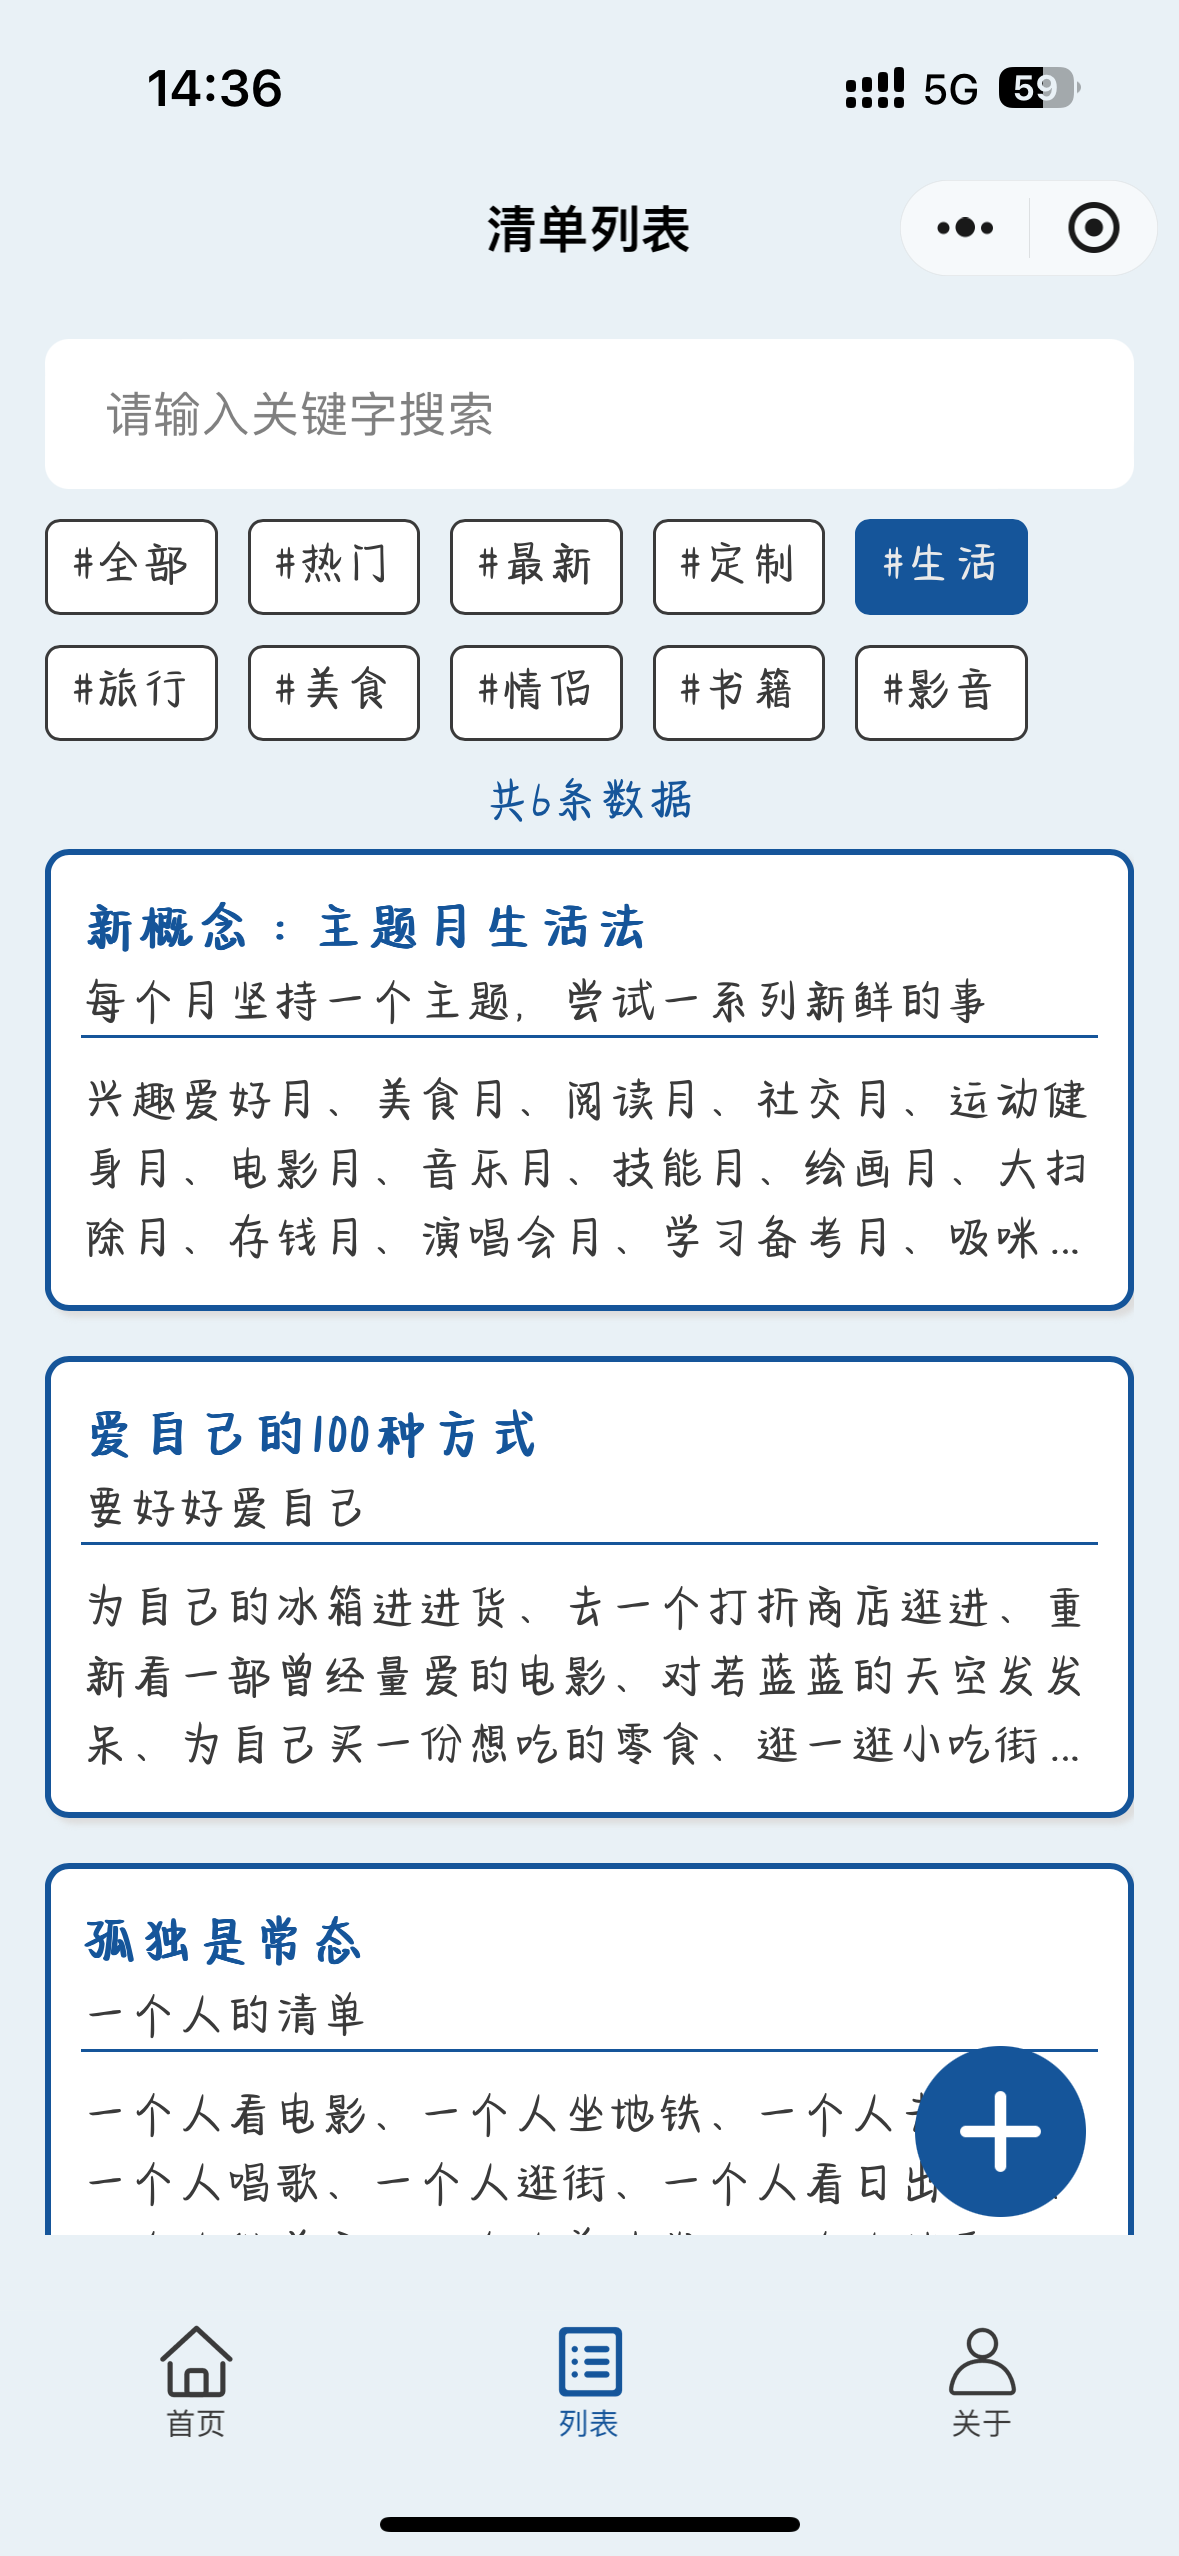 14:36
5G
59
清单列表
请输入关键字搜索
#全部 #热门 #最新 #定制 #生活
#旅行 #美食 #情侣 #书籍 #影音
共6条数据
新概念：主题月生活法
每个月坚持一个主题，尝试一系列新鲜的事
兴趣爱好月、美食月、阅读月、社交月、运动健
身月、电影月、音乐月、技能月、绘画月、大扫
除月、存钱月、演唱会月、学习备考月、吸咪...
爱自己的100种方式
要好好爱自己
为自己的冰箱进进货、去一个打折商店逛进、重
新看一部曾经量爱的电影、对若蓝蓝的天空发发
呆、为自己买一份想吃的零食、逛一逛小吃街...
孤独是常态
一个人的清单
一个人看电影、一个人坐地铁、一个人
一个人唱歌、一个人逛街、一个人看日出
首页
列表
关于